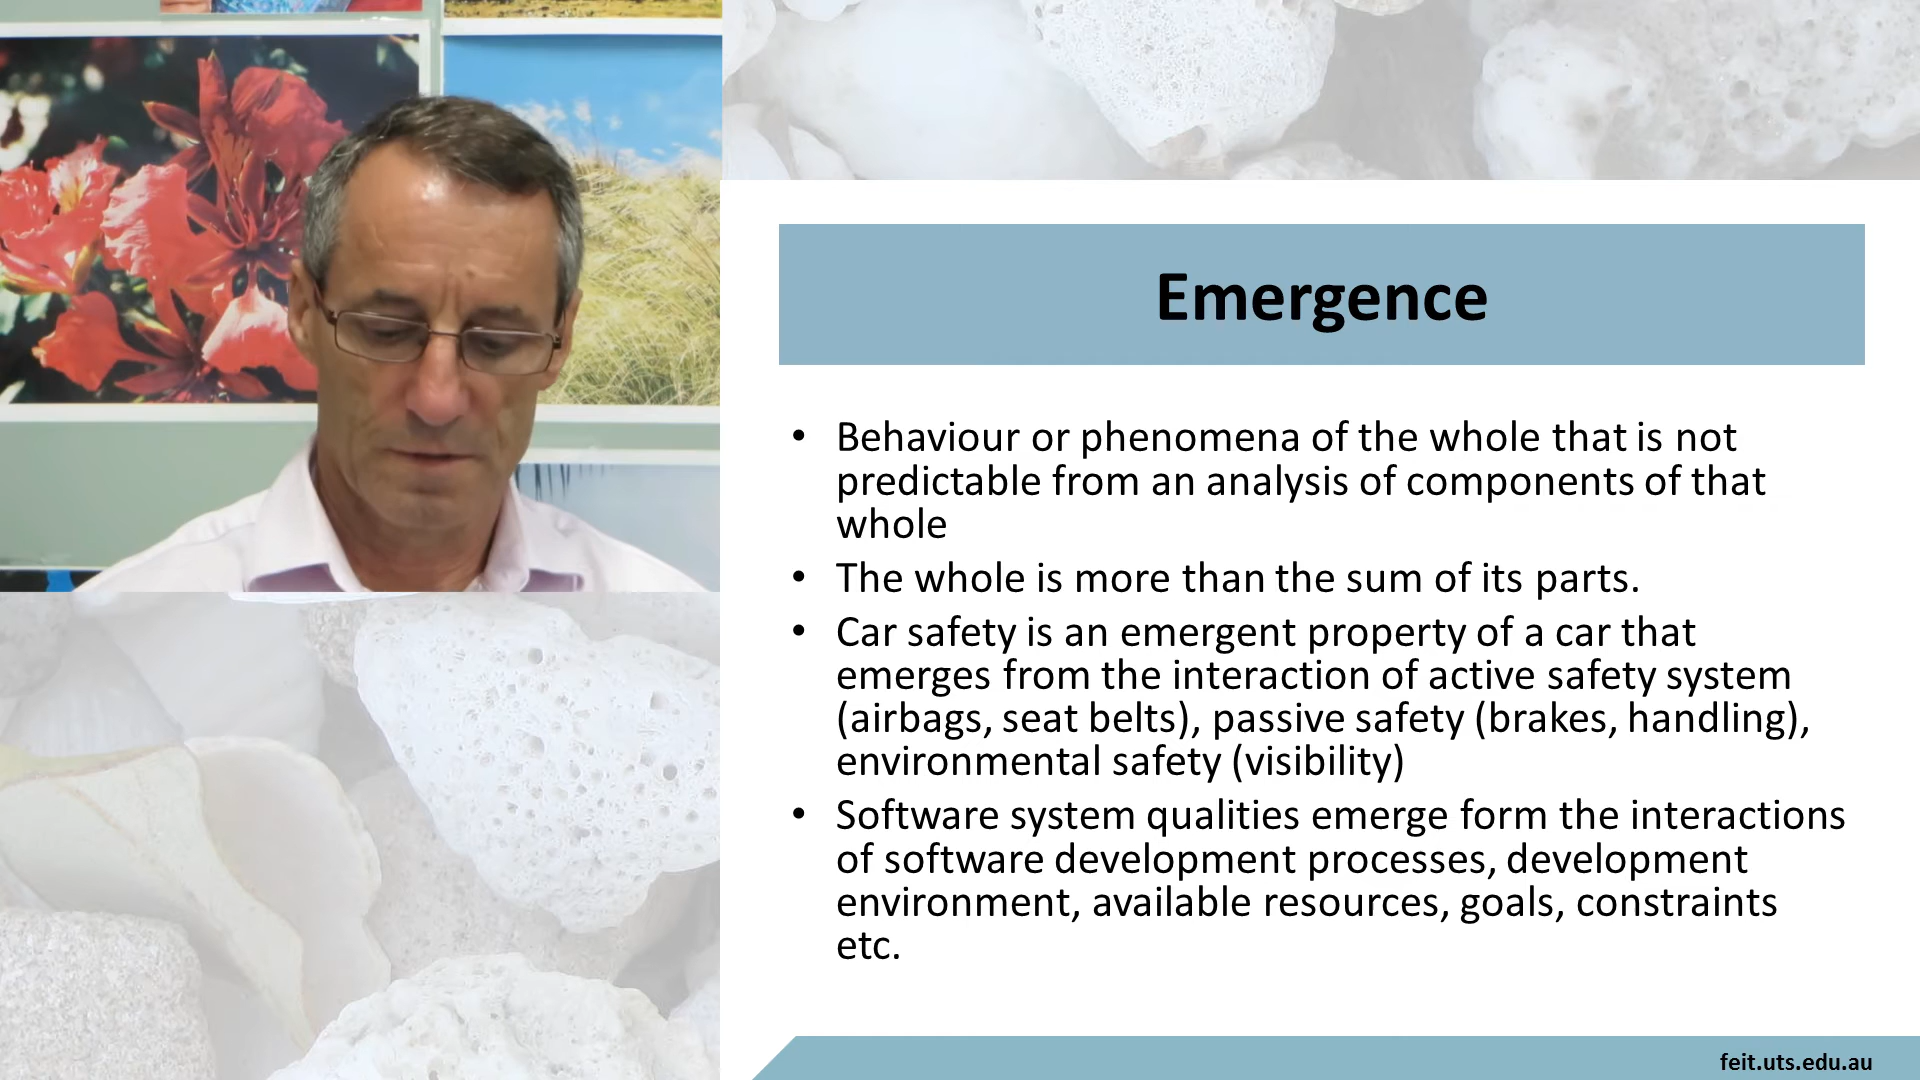 Emergence
• Behaviour or phenomena of the whole that is not
predictable from an analysis of components of that
whole
• The whole is more than the sum of its parts.
• Car safety is an emergent property of a car that
emerges from the interaction of active safety system
(airbags, seat belts), passive safety (brakes, handling),
environmental safety (visibility)
• Software system qualities emerge form the interactions
of software development processes, development
environment, available resources, goals, constraints
etc.
feit.uts.edu.au